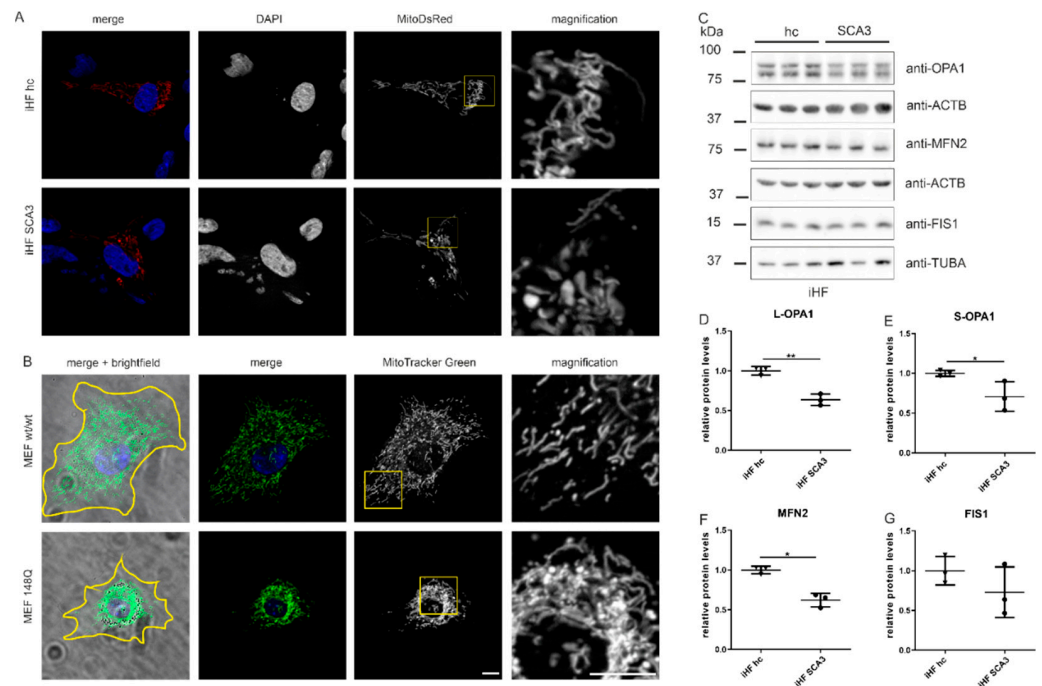 A
merge DAPI MitoDsRed magnification
iHF hc
iHF SCA3
B
merge + brightfield merge MitoTracker Green magnification
MEF wt/wt
MEF 148Q
C
kDa hc SCA3
100
75 anti-OPA1
37 anti-ACTB
75 anti-MFN2
37 anti-ACTB
15 anti-FIS1
37 anti-TUBA
iHF
D
L-OPA1
relative protein levels
1.5
1.0
0.5
0.0
**
iHF hc iHF SCA3
E
S-OPA1
relative protein levels
1.5
1.0
0.5
0.0
*
iHF hc iHF SCA3
F
MFN2
relative protein levels
1.5
1.0
0.5
0.0
*
iHF hc iHF SCA3
G
FIS1
relative protein levels
1.5
1.0
0.5
0.0
iHF hc iHF SCA3